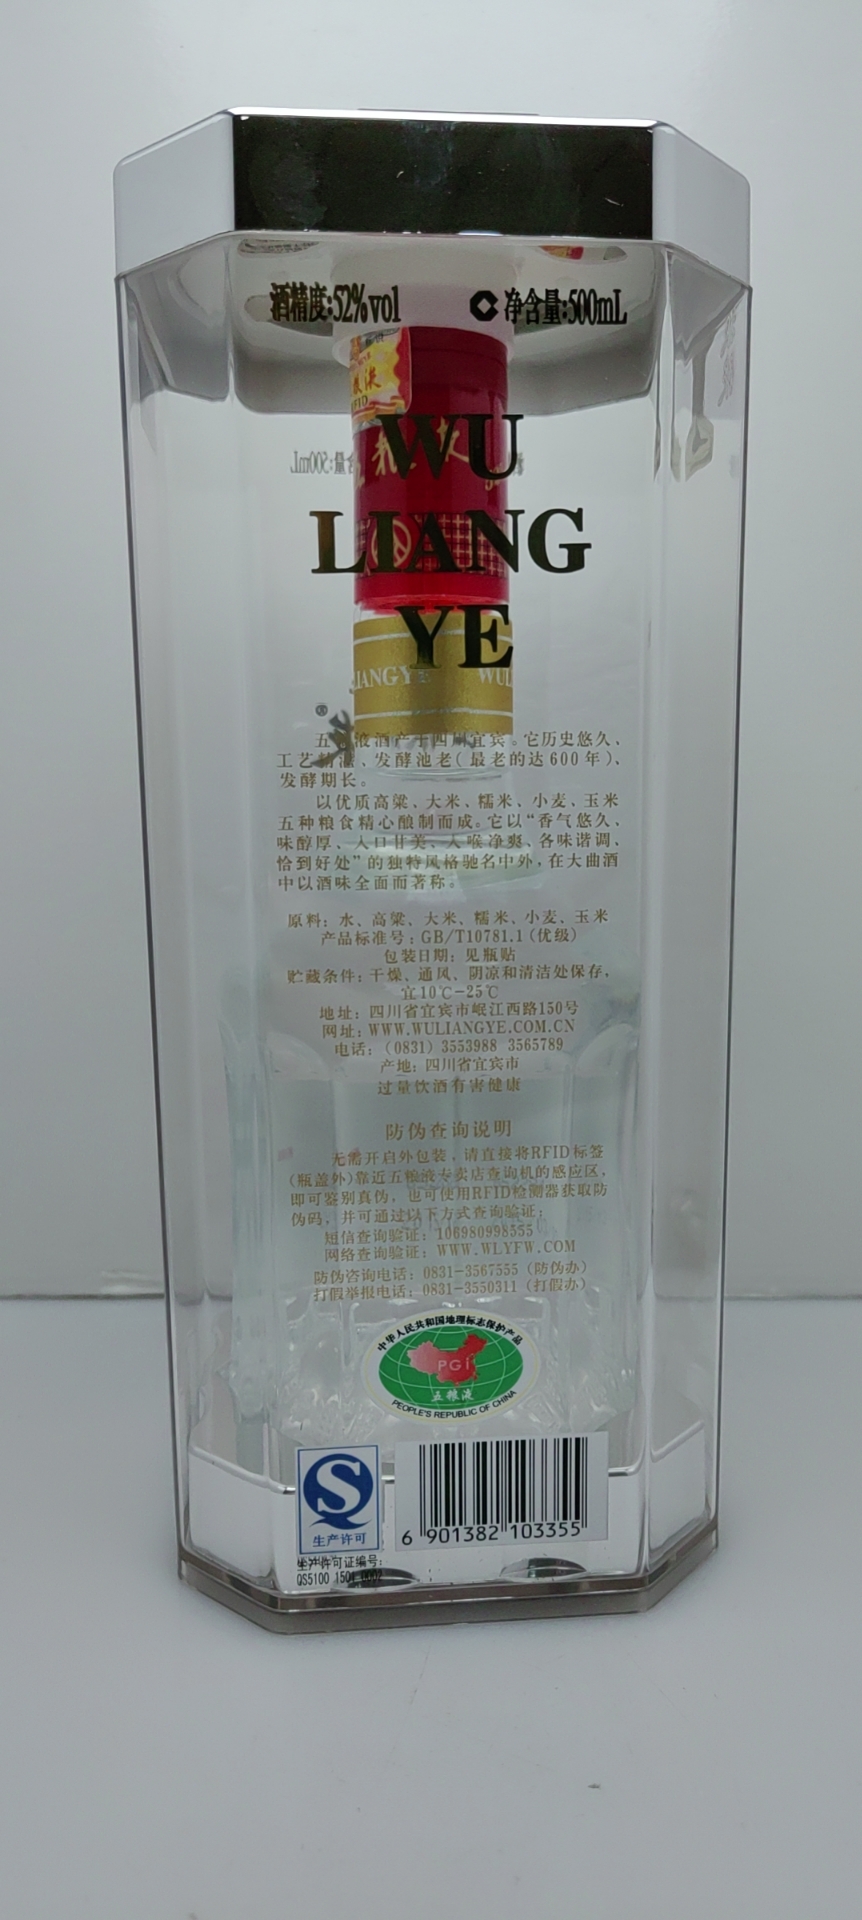 酒精度:52%vol
净含量:500mL
WU
LIANG
YE
LIANGYE
WUL
®
五粮液酒产于四川宜宾。它历史悠久、
工艺精湛、发酵池老(最老的达600年)、
发酵期长。
以优质高粱、大米、糯米、小麦、玉米
五种粮食精心酿制而成。它以“香气悠久、
味醇厚、入口甘美、入喉净爽、各味谐调、
恰到好处”的独特风格驰名中外,在大曲酒
中以酒味全面而著称。
原料:水、高粱、大米、糯米、小麦、玉米
产品标准号:GB/T10781.1(优级)
包装日期:见瓶贴
贮藏条件:干燥、通风、阴凉和清洁处保存,
宜10℃-25℃
地址:四川省宜宾市岷江西路150号
网址:WWW.WULIANGYE.COM.CN
电话:(0831) 3553988 3565789
产地:四川省宜宾市
过量饮酒有害健康
防伪查询说明
无需开启外包装,请直接将RFID标签
(瓶盖外)靠近五粮液专卖店查询机的感应区,
即可鉴别真伪,也可使用RFID检测器获取防
伪码,并可通过以下方式查询验证:
短信查询验证:106980998555
网络查询验证:WWW.WLYFW.COM
防伪咨询电话:0831-3567555(防伪办)
打假举报电话:0831-3550311(打假办)
中华人民共和国地理标志保护产品
PGI
五粮液
PEOPLE'S REPUBLIC OF CHINA
生产许可
6 901382 103355
生产许可证编号:
QS5100 1501 0002